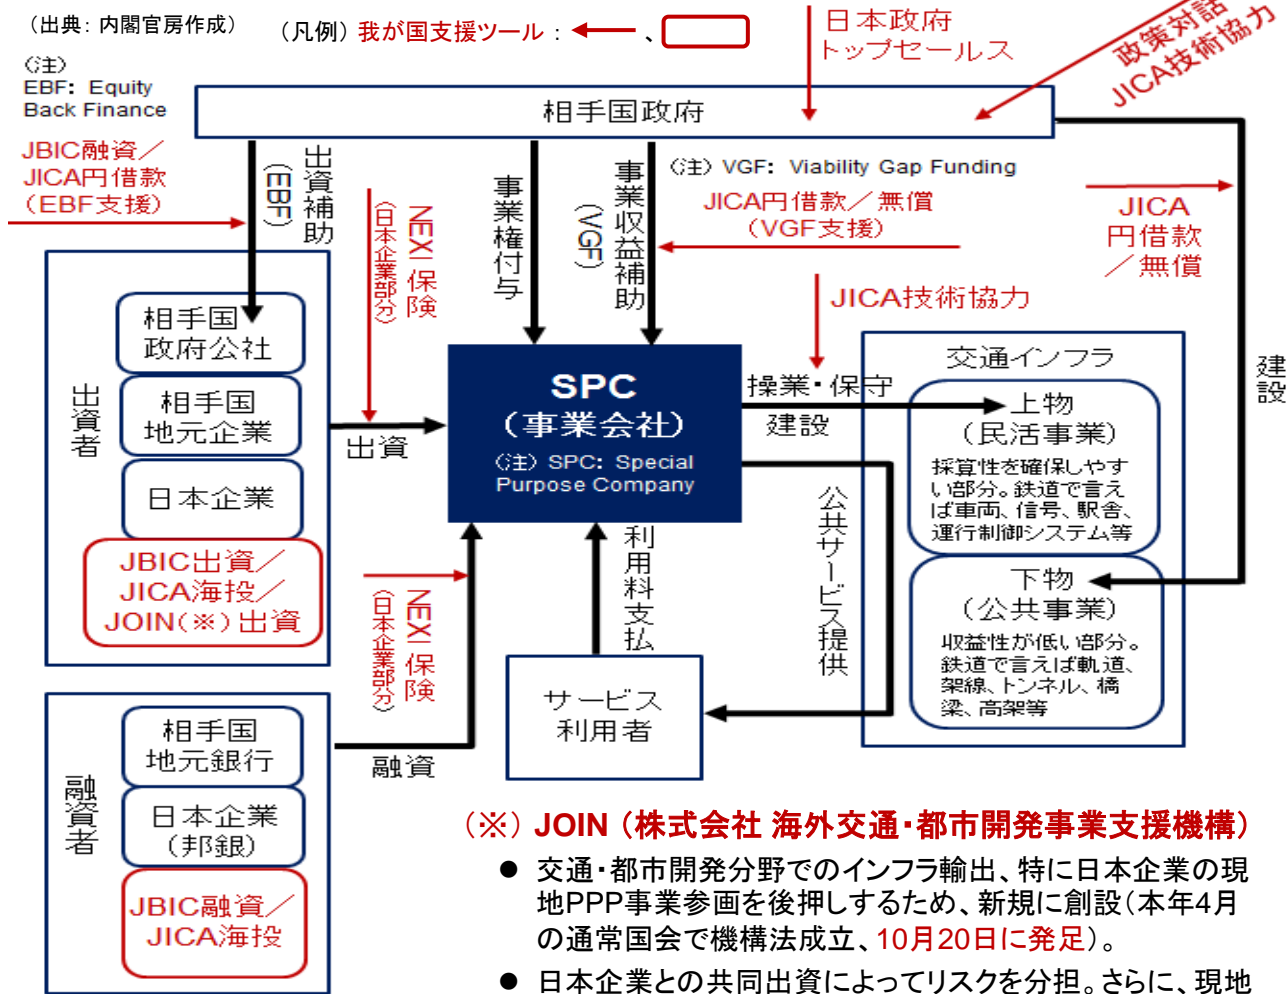 （出典：内閣官房作成）
（凡例）我が国支援ツール：
、
日本政府
トップセールス
政策対話
JICA技術協力
（注）
EBF：Equity
Back Finance
相手国政府
JBIC融資／
JICA円借款
（EBF支援）
出資補助
（EBF）
NEXI保険
（日本企業部分）
事業権付与
事業収益補助
（VGF）
（注）VGF：Viability Gap Funding
JICA円借款／無償
（VGF支援）
JICA
円借款
／無償
JICA技術協力
建設
出資者
相手国
政府公社
相手国
地元企業
日本企業
JBIC出資／
JICA海投／
JOIN（※）出資
出資
SPC
（事業会社）
（注）SPC：Special
Purpose Company
操業・保守
建設
交通インフラ
上物
（民活事業）
採算性を確保しやす
い部分。鉄道で言え
ば車両、信号、駅舎、
運行制御システム等
下物
（公共事業）
収益性が低い部分。
鉄道で言えば軌道、
架線、トンネル、橋
梁、高架等
公共サービス提供
利用料支払
NEXI保険
（日本企業部分）
サービス
利用者
融資者
相手国
地元銀行
日本企業
（邦銀）
JBIC融資／
JICA海投
融資
（※）JOIN（株式会社 海外交通・都市開発事業支援機構）
● 交通・都市開発分野でのインフラ輸出、特に日本企業の現
地PPP事業参画を後押しするため、新規に創設（本年4月
の通常国会で機構法成立、10月20日に発足）。
● 日本企業との共同出資によってリスクを分担。さらに、現地